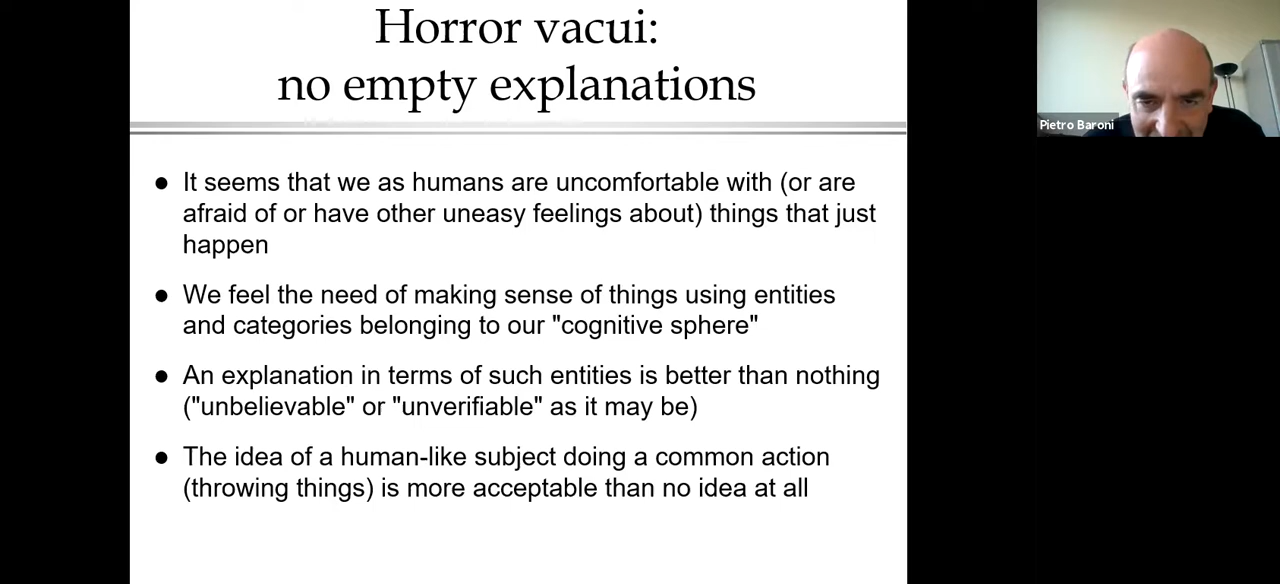 Horror vacui:
no empty explanations
Pietro Baroni
● It seems that we as humans are uncomfortable with (or are
afraid of or have other uneasy feelings about) things that just
happen
● We feel the need of making sense of things using entities
and categories belonging to our "cognitive sphere"
● An explanation in terms of such entities is better than nothing
("unbelievable" or "unverifiable" as it may be)
● The idea of a human-like subject doing a common action
(throwing things) is more acceptable than no idea at all